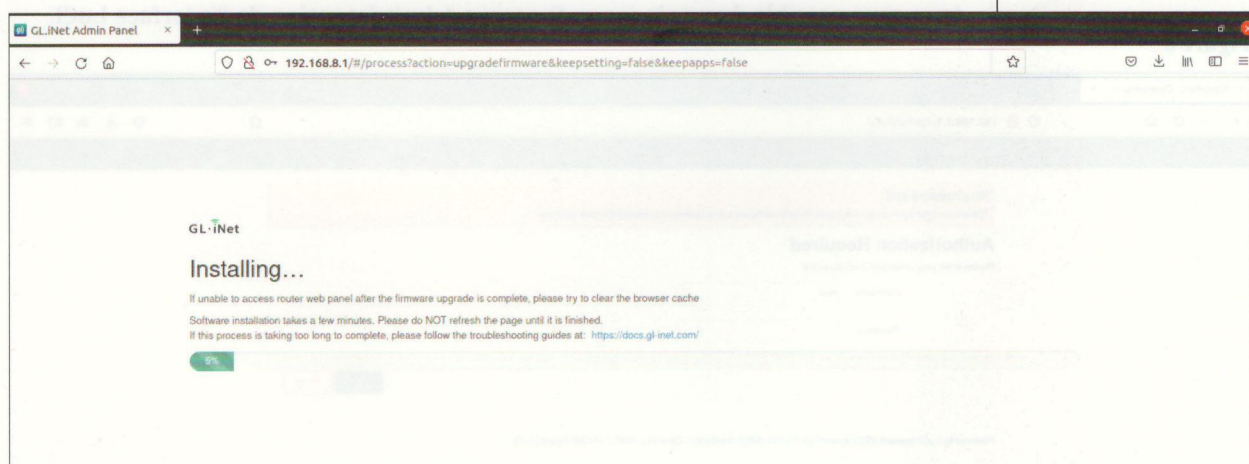 GL.iNet Admin Panel
192.168.8.1/#/process?action=upgradefirmware&keepsetting=false&keepapps=false
GL·iNet
Installing...
If unable to access router web panel after the firmware upgrade is complete, please try to clear the browser cache
Software installation takes a few minutes. Please do NOT refresh the page until it is finished.
If this process is taking too long to complete, please follow the troubleshooting guides at: https://docs.gl-inet.com/
5%